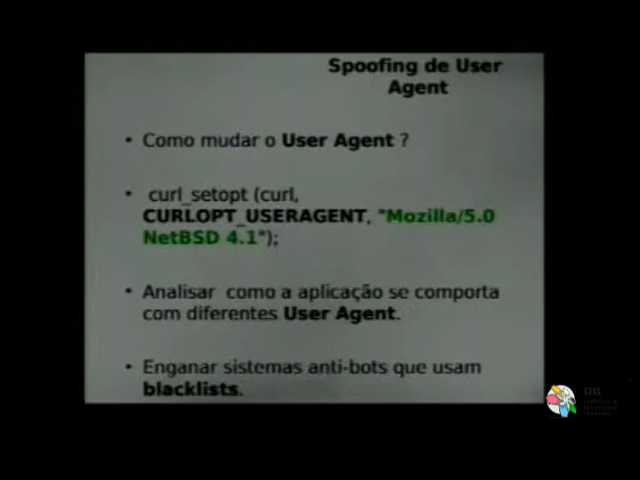 Spoofing de User
Agent
• Como mudar o User Agent ?
• curl_setopt (curl,
CURLOPT_USERAGENT, "Mozilla/5.0
NetBSD 4.1");
• Analisar como a aplicação se comporta
com diferentes User Agent.
• Enganar sistemas anti-bots que usam
blacklists.
CISL